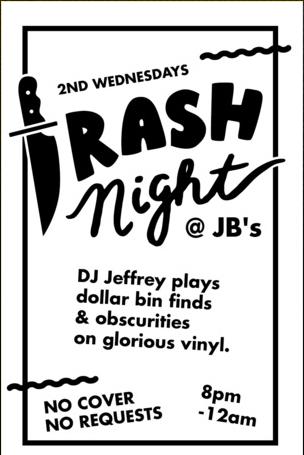 2ND WEDNESDAYS
TRASH
Night
@ JB's
DJ Jeffrey plays
dollar bin finds
& obscurities
on glorious vinyl.
NO COVER
NO REQUESTS
8pm
-12am